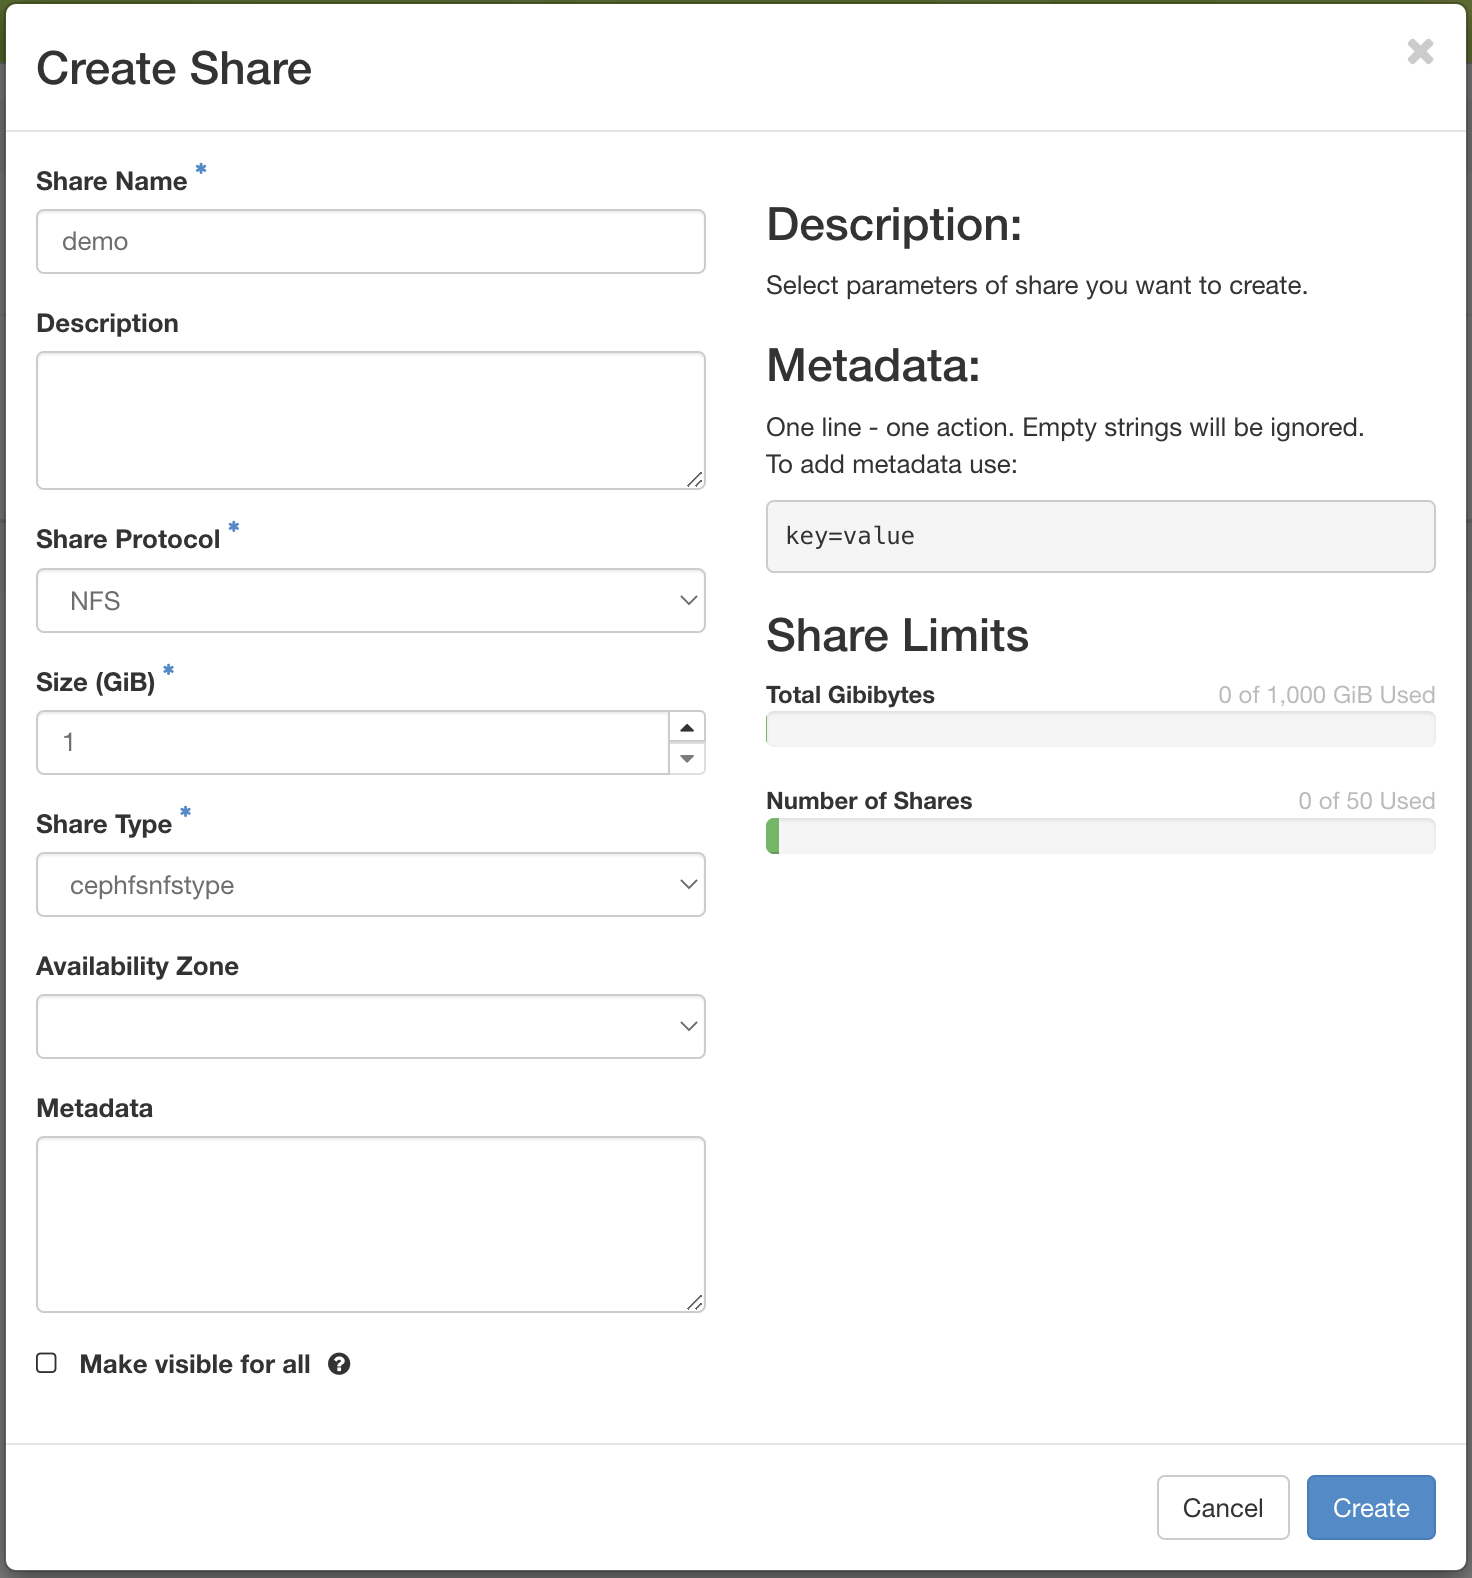 Create Share
Share Name *
demo
Description
Share Protocol *
NFS
Size (GiB) *
1
Share Type *
cephfsnfstype
Availability Zone
Metadata
Make visible for all
Description:
Select parameters of share you want to create.
Metadata:
One line - one action. Empty strings will be ignored.
To add metadata use:
key=value
Share Limits
Total Gibibytes 0 of 1,000 GiB Used
Number of Shares 0 of 50 Used
Cancel Create